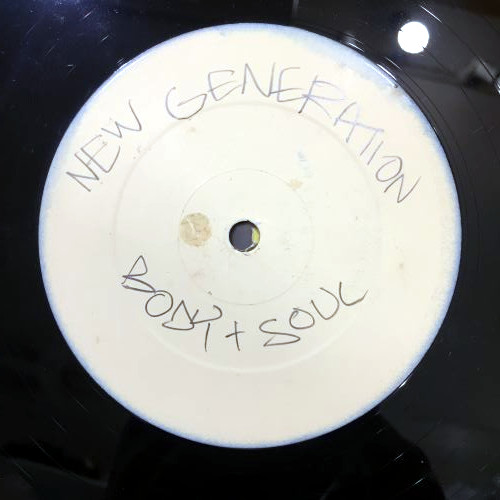 NEW GENERATION
BODY + SOUL